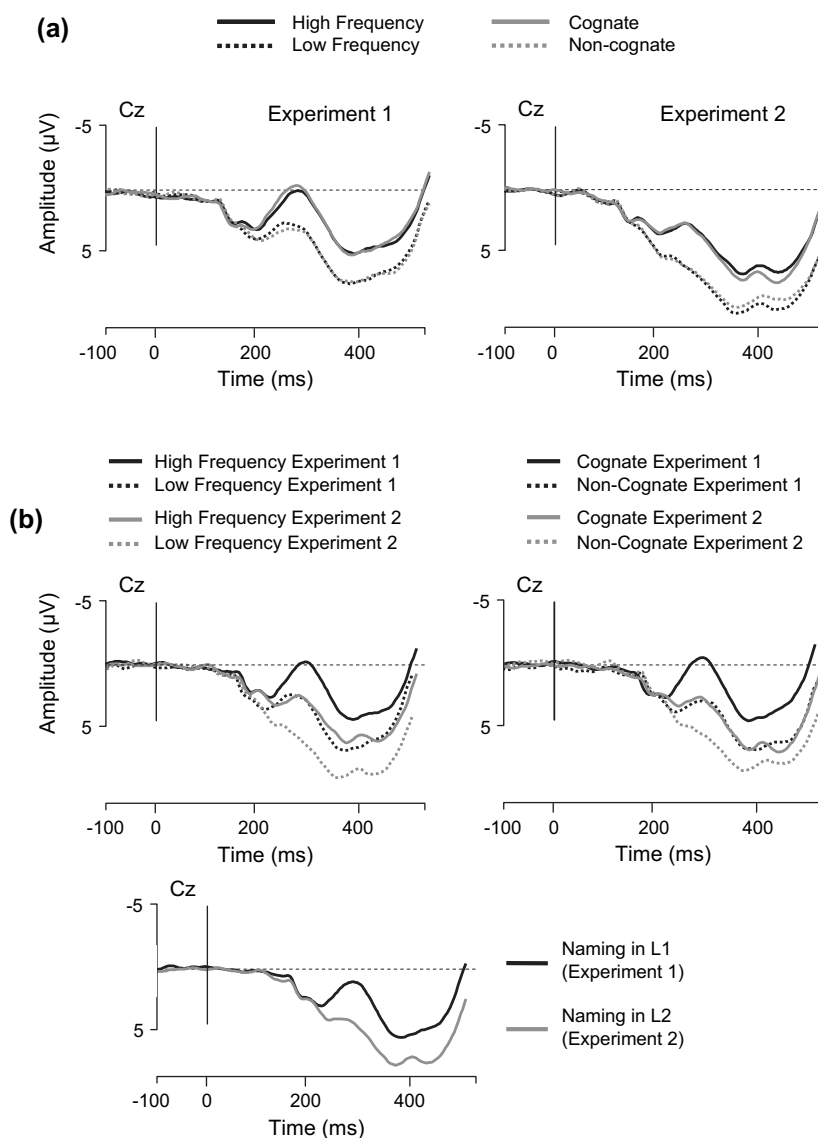 (a)
High Frequency
Low Frequency
Cognate
Non-cognate
Cz
Experiment 1
Experiment 2
Amplitude (µV)
-5
5
-100 0 200 400
Time (ms)
-5
5
-100 0 200 400
Time (ms)
(b)
High Frequency Experiment 1
Low Frequency Experiment 1
High Frequency Experiment 2
Low Frequency Experiment 2
Cognate Experiment 1
Non-Cognate Experiment 1
Cognate Experiment 2
Non-Cognate Experiment 2
Cz
Amplitude (µV)
-5
5
-100 0 200 400
Time (ms)
Cz
-5
5
-100 0 200 400
Time (ms)
Cz
-5
5
-100 0 200 400
Time (ms)
Naming in L1
(Experiment 1)
Naming in L2
(Experiment 2)